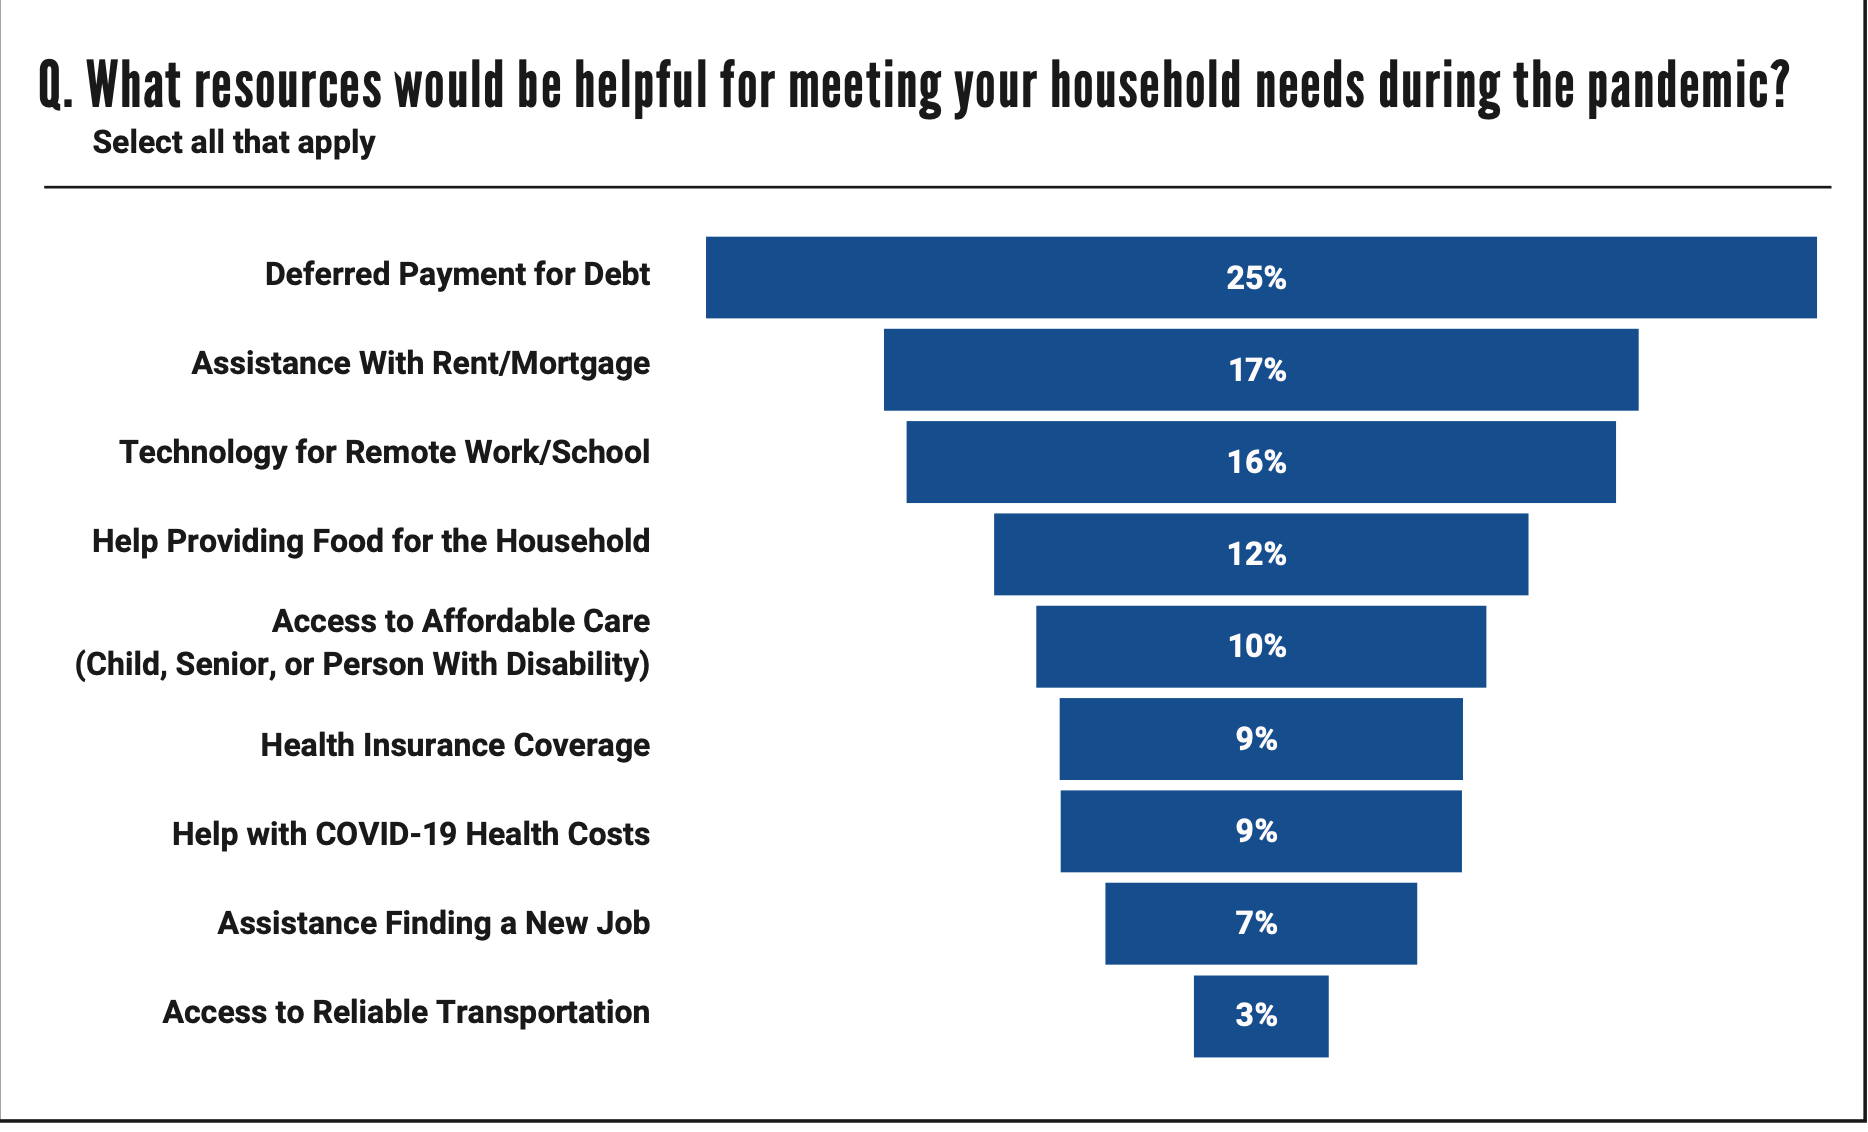 Q. What resources would be helpful for meeting your household needs during the pandemic?
Select all that apply
Deferred Payment for Debt 25%
Assistance With Rent/Mortgage 17%
Technology for Remote Work/School 16%
Help Providing Food for the Household 12%
Access to Affordable Care
(Child, Senior, or Person With Disability) 10%
Health Insurance Coverage 9%
Help with COVID-19 Health Costs 9%
Assistance Finding a New Job 7%
Access to Reliable Transportation 3%